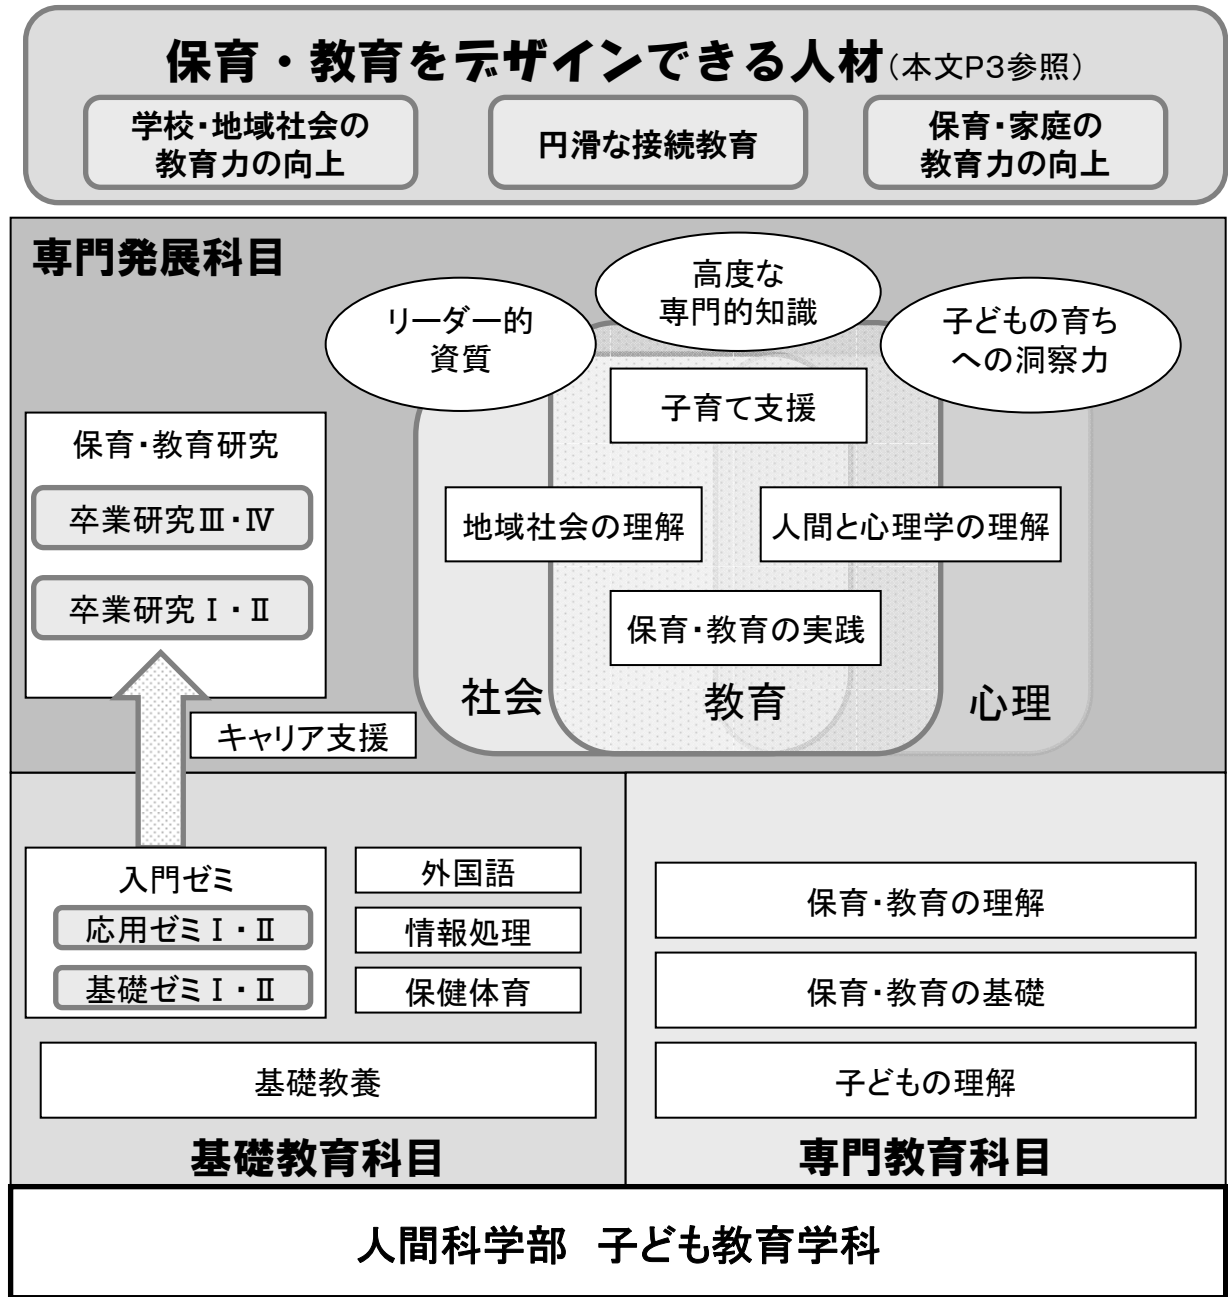 保育・教育をデザインできる人材(本文P3参照)
学校・地域社会の
教育力の向上
円滑な接続教育
保育・家庭の
教育力の向上
専門発展科目
リーダー的
資質
高度な
専門的知識
子どもの育ち
への洞察力
保育・教育研究
卒業研究Ⅲ・Ⅳ
卒業研究Ⅰ・Ⅱ
子育て支援
地域社会の理解
人間と心理学の理解
保育・教育の実践
社会
教育
心理
キャリア支援
入門ゼミ
応用ゼミⅠ・Ⅱ
基礎ゼミⅠ・Ⅱ
外国語
情報処理
保健体育
基礎教養
基礎教育科目
保育・教育の理解
保育・教育の基礎
子どもの理解
専門教育科目
人間科学部 子ども教育学科